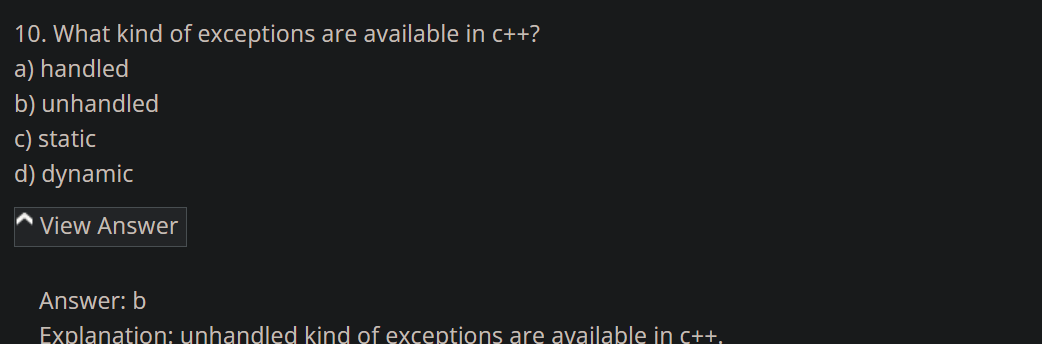 10. What kind of exceptions are available in c++?
a) handled
b) unhandled
c) static
d) dynamic
View Answer
Answer: b
Explanation: unhandled kind of exceptions are available in c++.